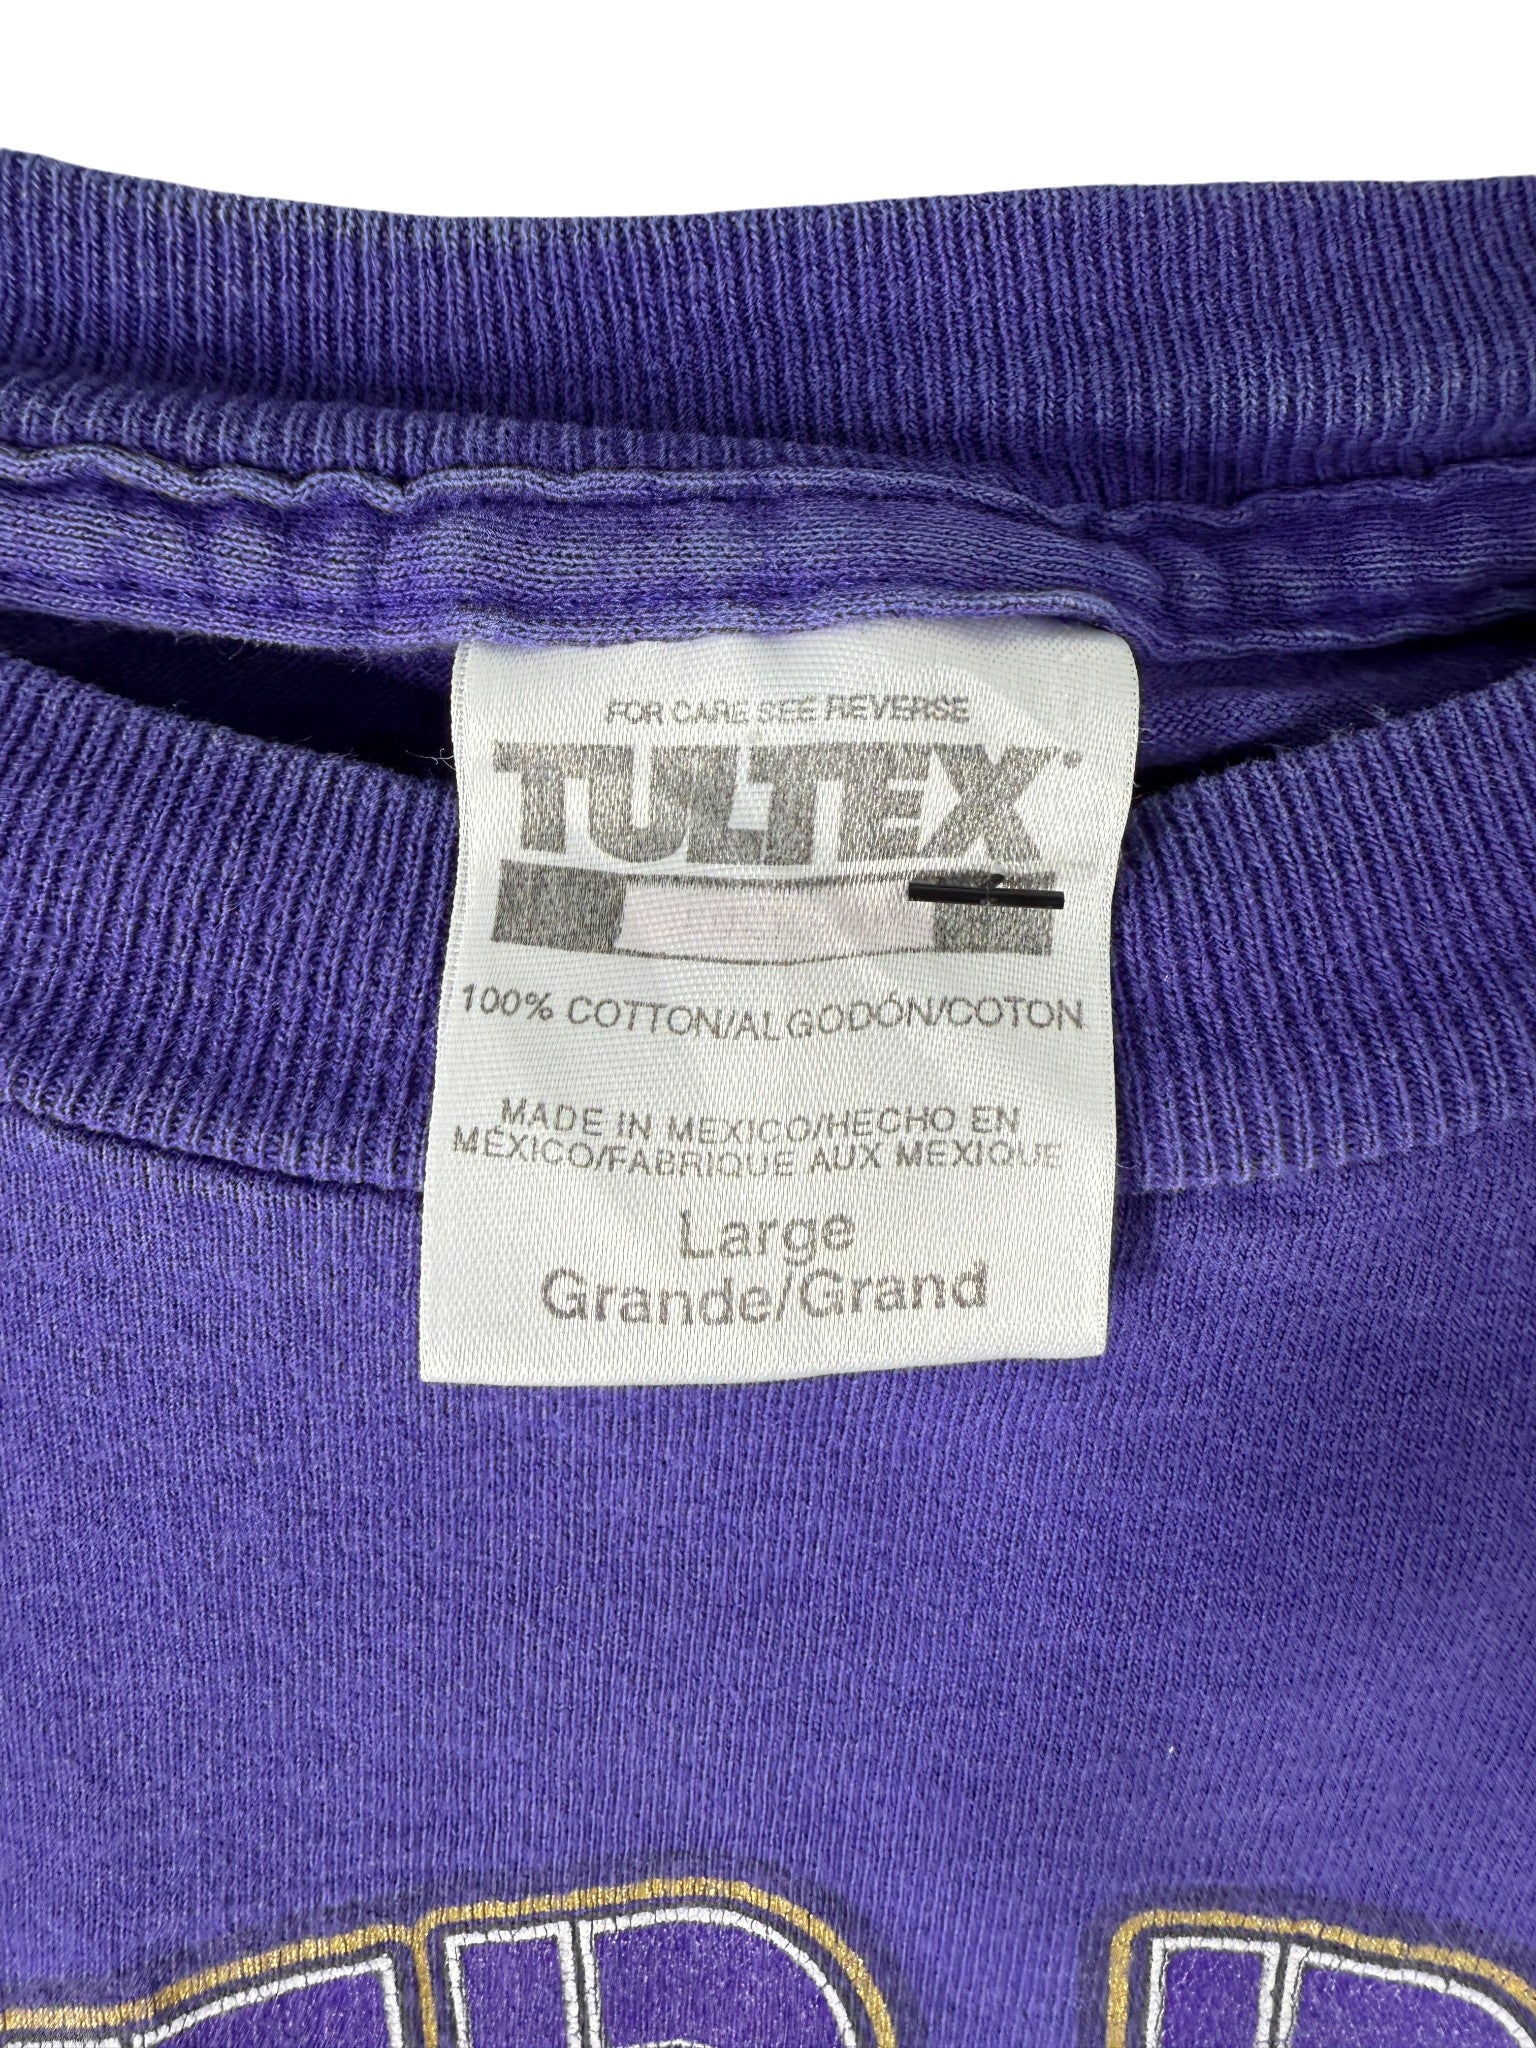 FOR CARE SEE REVERSE
TULTEX®
100% COTTON/ALGODÓN/COTON
MADE IN MEXICO/HECHO EN
MÉXICO/FABRIQUE AUX MEXIQUE
Large
Grande/Grand